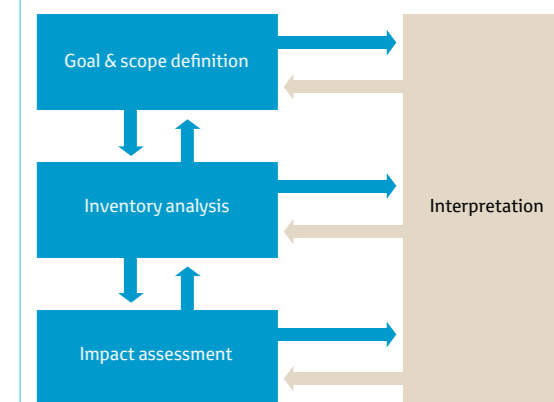 Goal & scope definition
Inventory analysis
Interpretation
Impact assessment